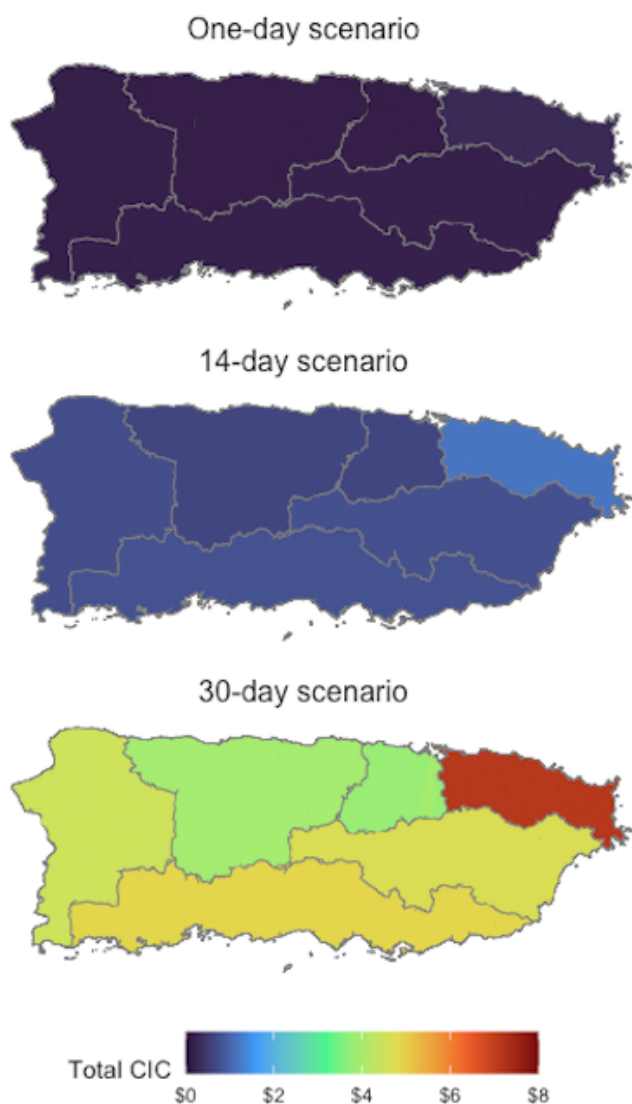 One-day scenario
14-day scenario
30-day scenario
Total CIC
$0 $2 $4 $6 $8